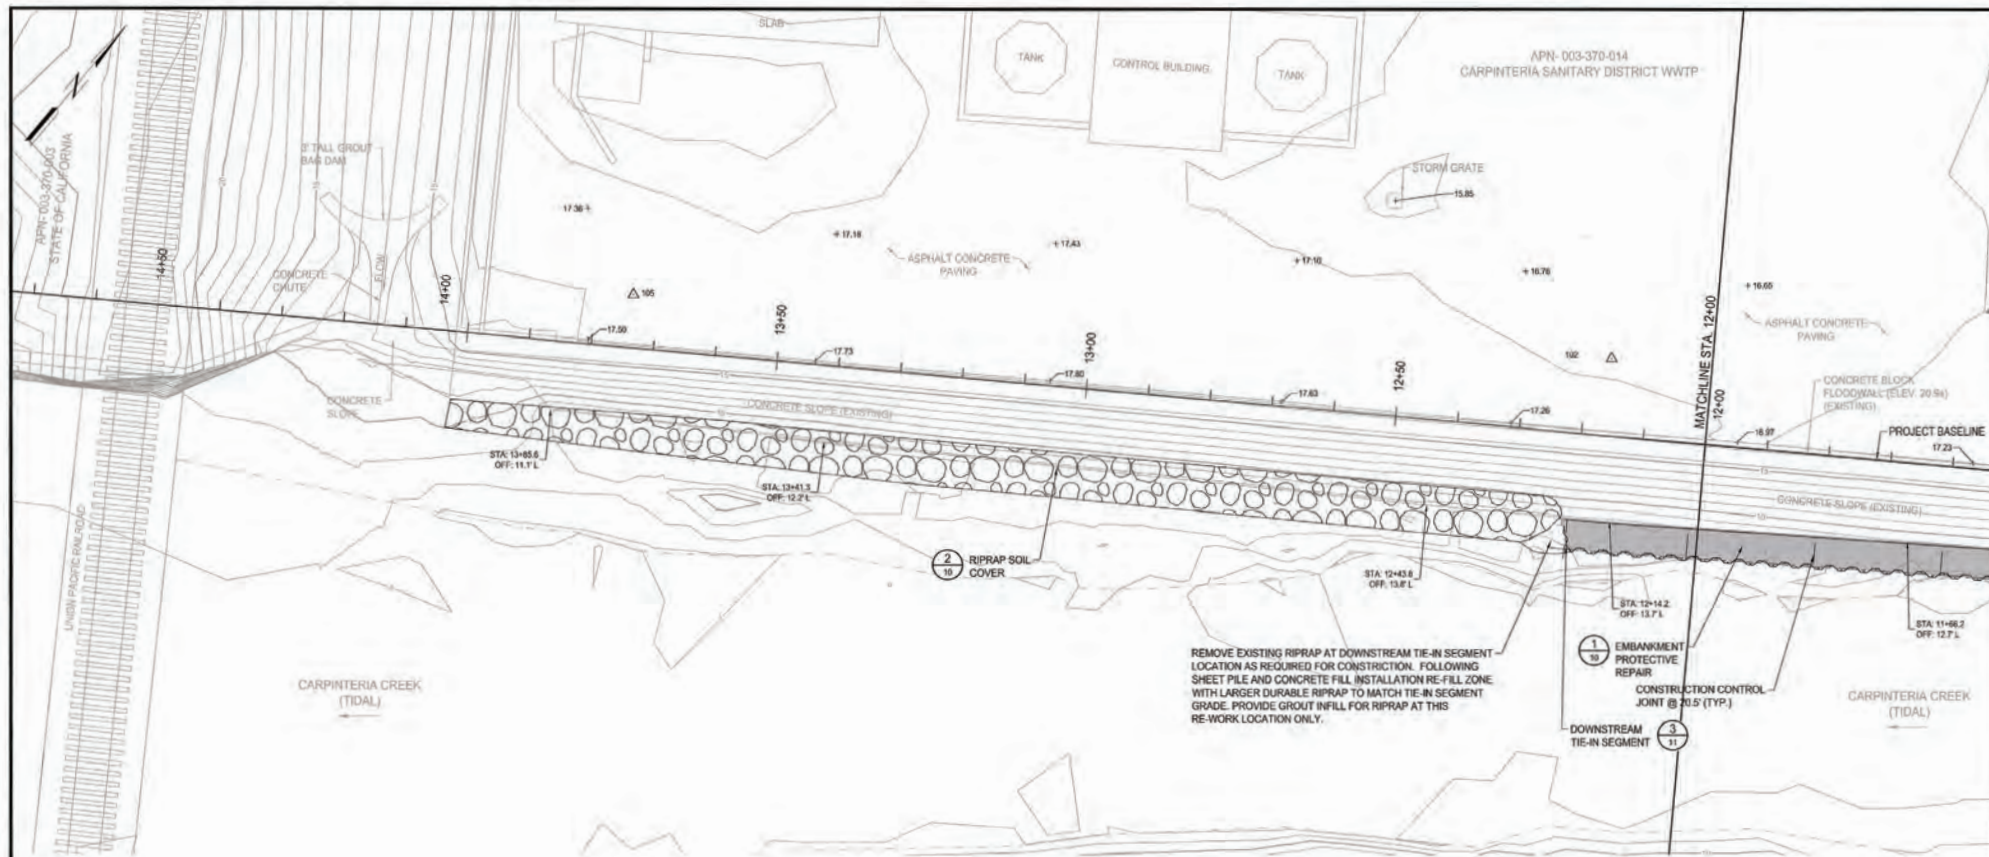 SLAB
TANK
CONTROL BUILDING
TANK
APN- 003-370-014
CARPINTERIA SANITARY DISTRICT WWTP
N
APN- 003-370-003
STATE OF CALIFORNIA
20
15
15
3' TALL GROUT
BAG DAM
STORM GRATE
15.85
17.36
17.18
17.43
17.10
16.76
16.65
ASPHALT CONCRETE
PAVING
ASPHALT CONCRETE
PAVING
14+50
CONCRETE
CHUTE
FLOW
14+00
105
17.50
13+50
17.73
13+00
17.60
17.63
12+50
17.26
102
MATCHLINE STA. 12+00
12+00
CONCRETE BLOCK
FLOODWALL (ELEV. 20.9±)
(EXISTING)
16.97
PROJECT BASELINE
17.23
CONCRETE
SLOPE
15
10
CONCRETE SLOPE (EXISTING)
15
10
CONCRETE SLOPE (EXISTING)
STA: 13+85.6
OFF: 11.1' L
STA: 13+41.3
OFF: 12.2' L
2
10
RIPRAP SOIL
COVER
STA: 12+43.8
OFF: 13.8' L
STA: 12+14.2
OFF: 13.7' L
STA: 11+66.2
OFF: 12.7' L
UNION PACIFIC RAILROAD
REMOVE EXISTING RIPRAP AT DOWNSTREAM TIE-IN SEGMENT
LOCATION AS REQUIRED FOR CONSTRICTION. FOLLOWING
SHEET PILE AND CONCRETE FILL INSTALLATION RE-FILL ZONE
WITH LARGER DURABLE RIPRAP TO MATCH TIE-IN SEGMENT
GRADE. PROVIDE GROUT INFILL FOR RIPRAP AT THIS
RE-WORK LOCATION ONLY.
1
10
EMBANKMENT
PROTECTIVE
REPAIR
CONSTRUCTION CONTROL
JOINT @ 20.5' (TYP.)
DOWNSTREAM
TIE-IN SEGMENT
3
11
CARPINTERIA CREEK
(TIDAL)
CARPINTERIA CREEK
(TIDAL)